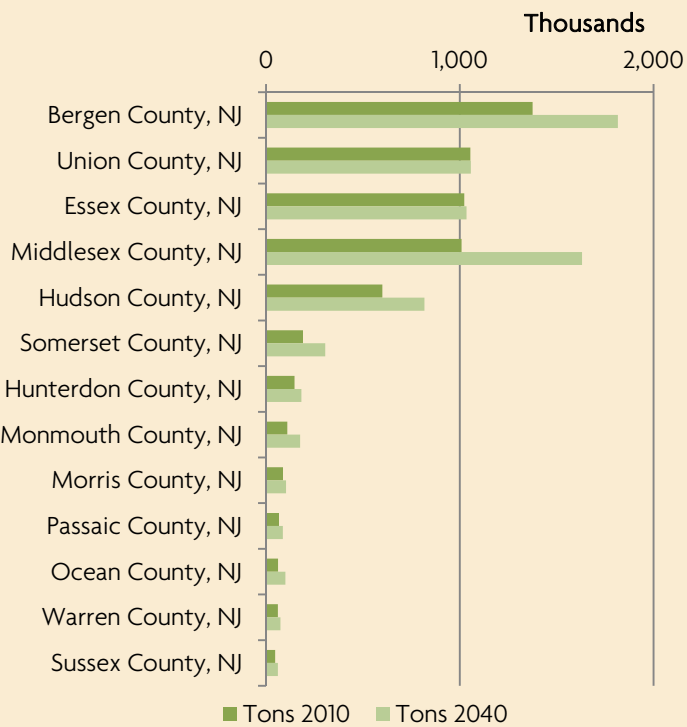 Thousands
0 1,000 2,000
Bergen County, NJ
Union County, NJ
Essex County, NJ
Middlesex County, NJ
Hudson County, NJ
Somerset County, NJ
Hunterdon County, NJ
Monmouth County, NJ
Morris County, NJ
Passaic County, NJ
Ocean County, NJ
Warren County, NJ
Sussex County, NJ
Tons 2010 Tons 2040